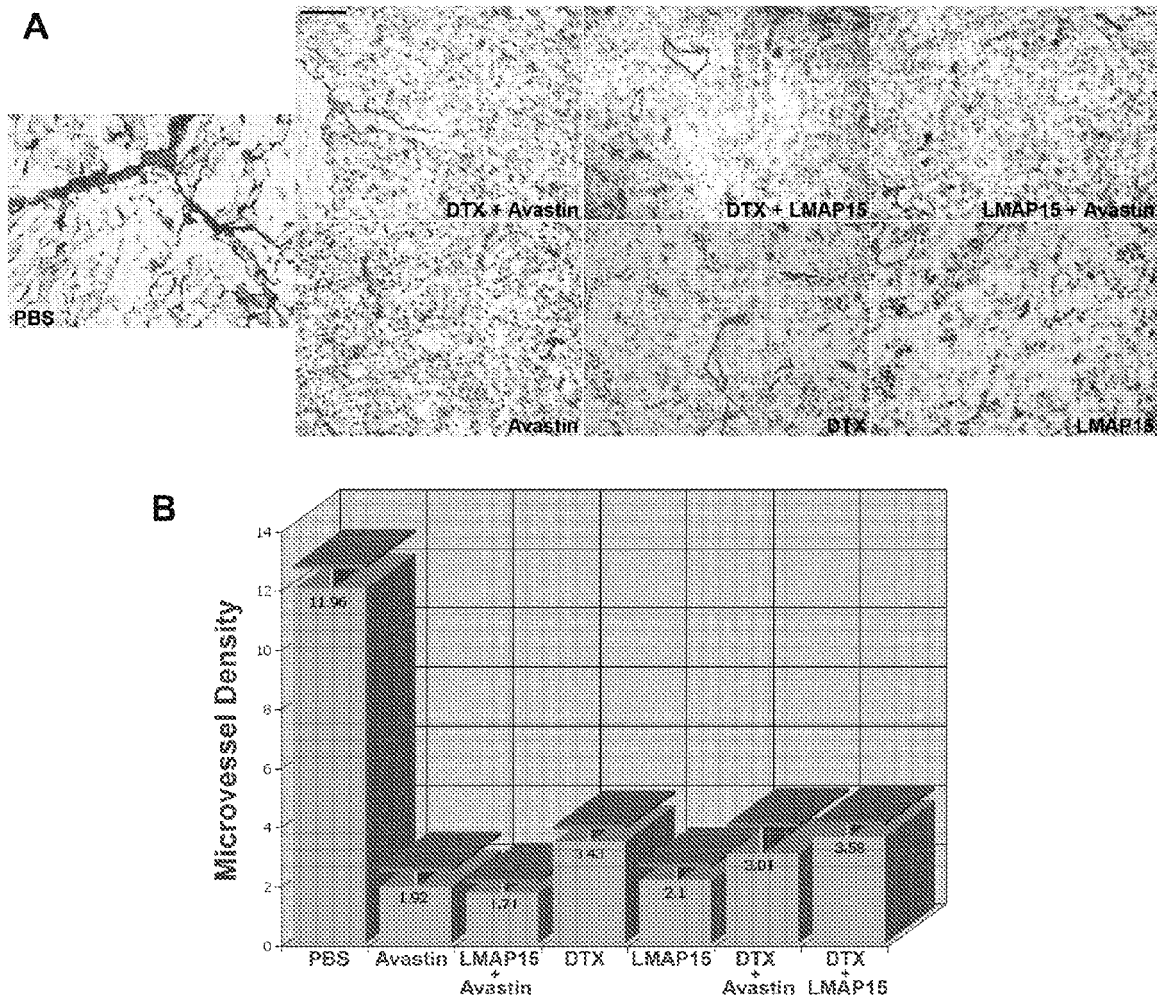 A
PBS
DTX + Avastin
DTX + LMAP15
LMAP15 + Avastin
Avastin
DTX
LMAP15
B
Microvessel Density
14
12
10
8
6
4
2
0
11.96
1.92
1.71
3.43
2.1
3.01
3.58
PBS
Avastin
LMAP15
+
Avastin
DTX
LMAP15
DTX
+
Avastin
DTX
+
LMAP15